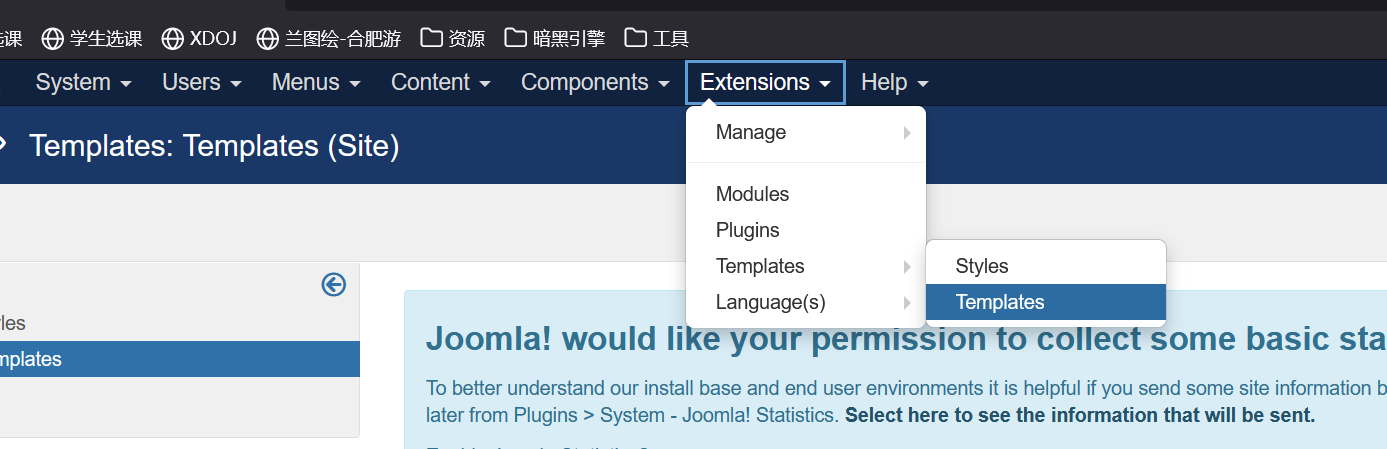 选课 学生选课 XDOJ 兰图绘-合肥游 资源 暗黑引擎 工具
System Users Menus Content Components Extensions Help
Manage
Templates: Templates (Site)
Modules
Plugins
Templates
Language(s)
Styles
Templates
les
mplates
Joomla! would like your permission to collect some basic sta
To better understand our install base and end user environments it is helpful if you send some site information b
later from Plugins > System - Joomla! Statistics. Select here to see the information that will be sent.